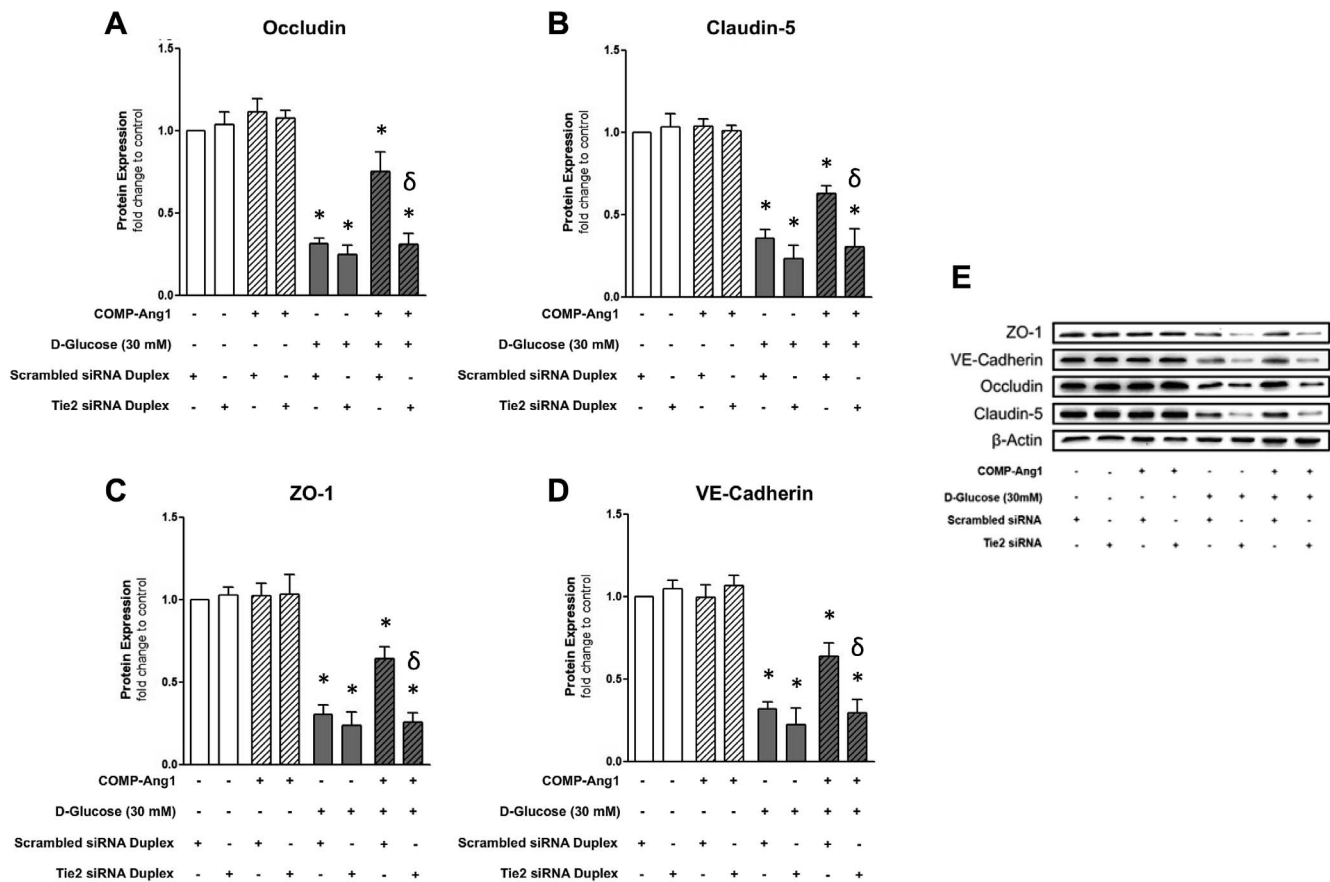 A
Occludin
Protein Expression
fold change to control
1.5
1.0
0.5
0.0
* * * δ *
COMP-Ang1 - - + + - - + +
D-Glucose (30 mM) - - - - + + + +
Scrambled siRNA Duplex + - + - + - + -
Tie2 siRNA Duplex - + - + - + - +
B
Claudin-5
Protein Expression
fold change to control
1.5
1.0
0.5
0.0
* * * δ *
COMP-Ang1 - - + + - - + +
D-Glucose (30 mM) - - - - + + + +
Scrambled siRNA Duplex + - + - + - + -
Tie2 siRNA Duplex - + - + - + - +
C
ZO-1
Protein Expression
fold change to control
1.5
1.0
0.5
0.0
* * * δ *
COMP-Ang1 - - + + - - + +
D-Glucose (30 mM) - - - - + + + +
Scrambled siRNA Duplex + - + - + - + -
Tie2 siRNA Duplex - + - + - + - +
D
VE-Cadherin
Protein Expression
fold change to control
1.5
1.0
0.5
0.0
* * * δ *
COMP-Ang1 - - + + - - + +
D-Glucose (30 mM) - - - - + + + +
Scrambled siRNA Duplex + - + - + - + -
Tie2 siRNA Duplex - + - + - + - +
E
ZO-1
VE-Cadherin
Occludin
Claudin-5
β-Actin
COMP-Ang1 - - + + - - + +
D-Glucose (30mM) - - - - + + + +
Scrambled siRNA + - + - + - + -
Tie2 siRNA - + - + - + - +